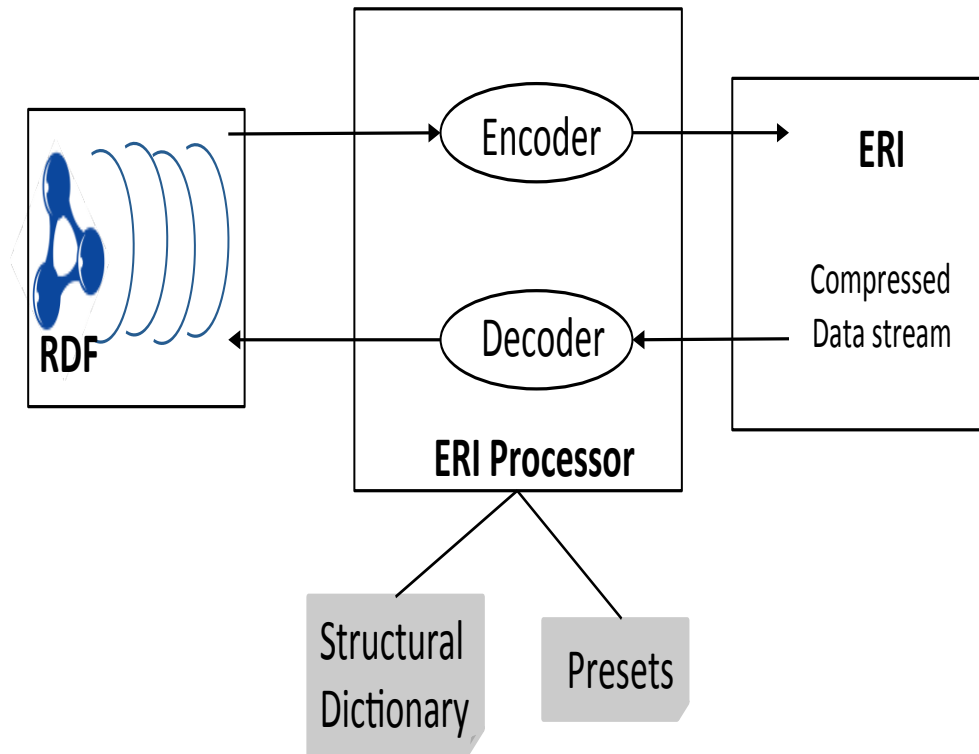 Encoder
ERI
Compressed
Data stream
RDF
Decoder
ERI Processor
Structural
Dictionary
Presets